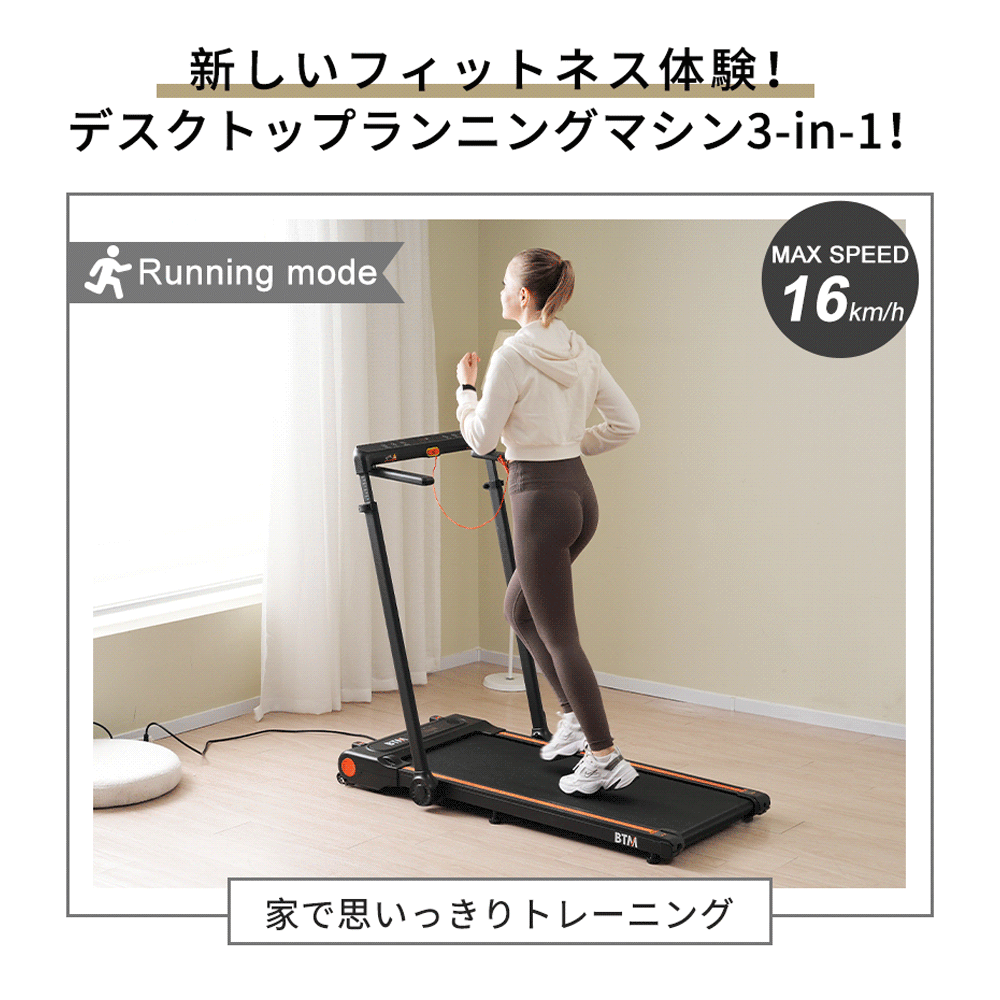 新しいフィットネス体験！
デスクトップランニングマシン3-in-1！
Running mode
MAX SPEED
16km/h
BTM
BTM
家で思いっきりトレーニング